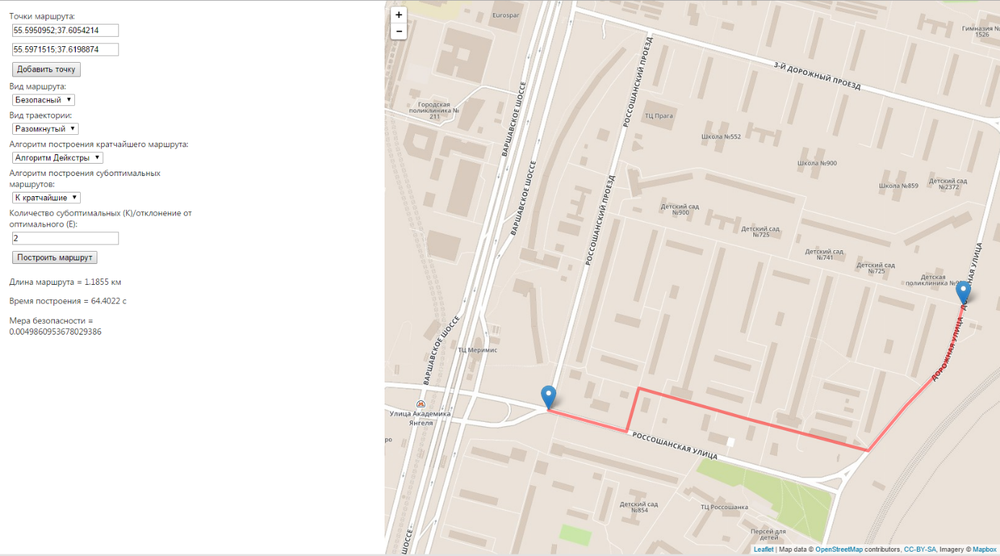 Точки маршрута:
55.5950952;37.6054214
55.5971515;37.6198874
Добавить точку
Вид маршрута:
Безопасный
Вид траектории:
Разомкнутый
Алгоритм построения кратчайшего маршрута:
Алгоритм Дейкстры
Алгоритм построения субоптимальных
маршрутов:
К кратчайшие
Количество субоптимальных (К)/отклонение от
оптимального (Е):
2
Построить маршрут
Длина маршрута = 1.1855 км
Время построения = 64.4022 с
Мера безопасности =
0.0049860953678029386
+
−
Eurospar
Гимназия №
1526
3-Й ДОРОЖНЫЙ ПРОЕЗД
РОССОШАНСКИЙ ПРОЕЗД
ВАРШАВСКОЕ ШОССЕ
Городская
поликлиника №
211
ТЦ Прага
Школа №552
Школа №900
Школа №859
Детский сад
№2372
ВАРШАВСКОЕ ШОССЕ
РОССОШАНСКИЙ ПРОЕЗД
Детский сад
№900
Детский сад
№725
Детский сад
№741
Детский сад
№725
Детская
поликлиника
ДОРОЖНАЯ УЛИЦА
ВАРШАВСКОЕ ШОССЕ
ТЦ Меримис
Улица Академика
Янгеля
РОССОШАНСКАЯ УЛИЦА
ро
Детский сад
№854
ТЦ Россошанка
Персей для
детей
ШОССЕ
Leaflet | Map data © OpenStreetMap contributors, CC-BY-SA, Imagery © Mapbox